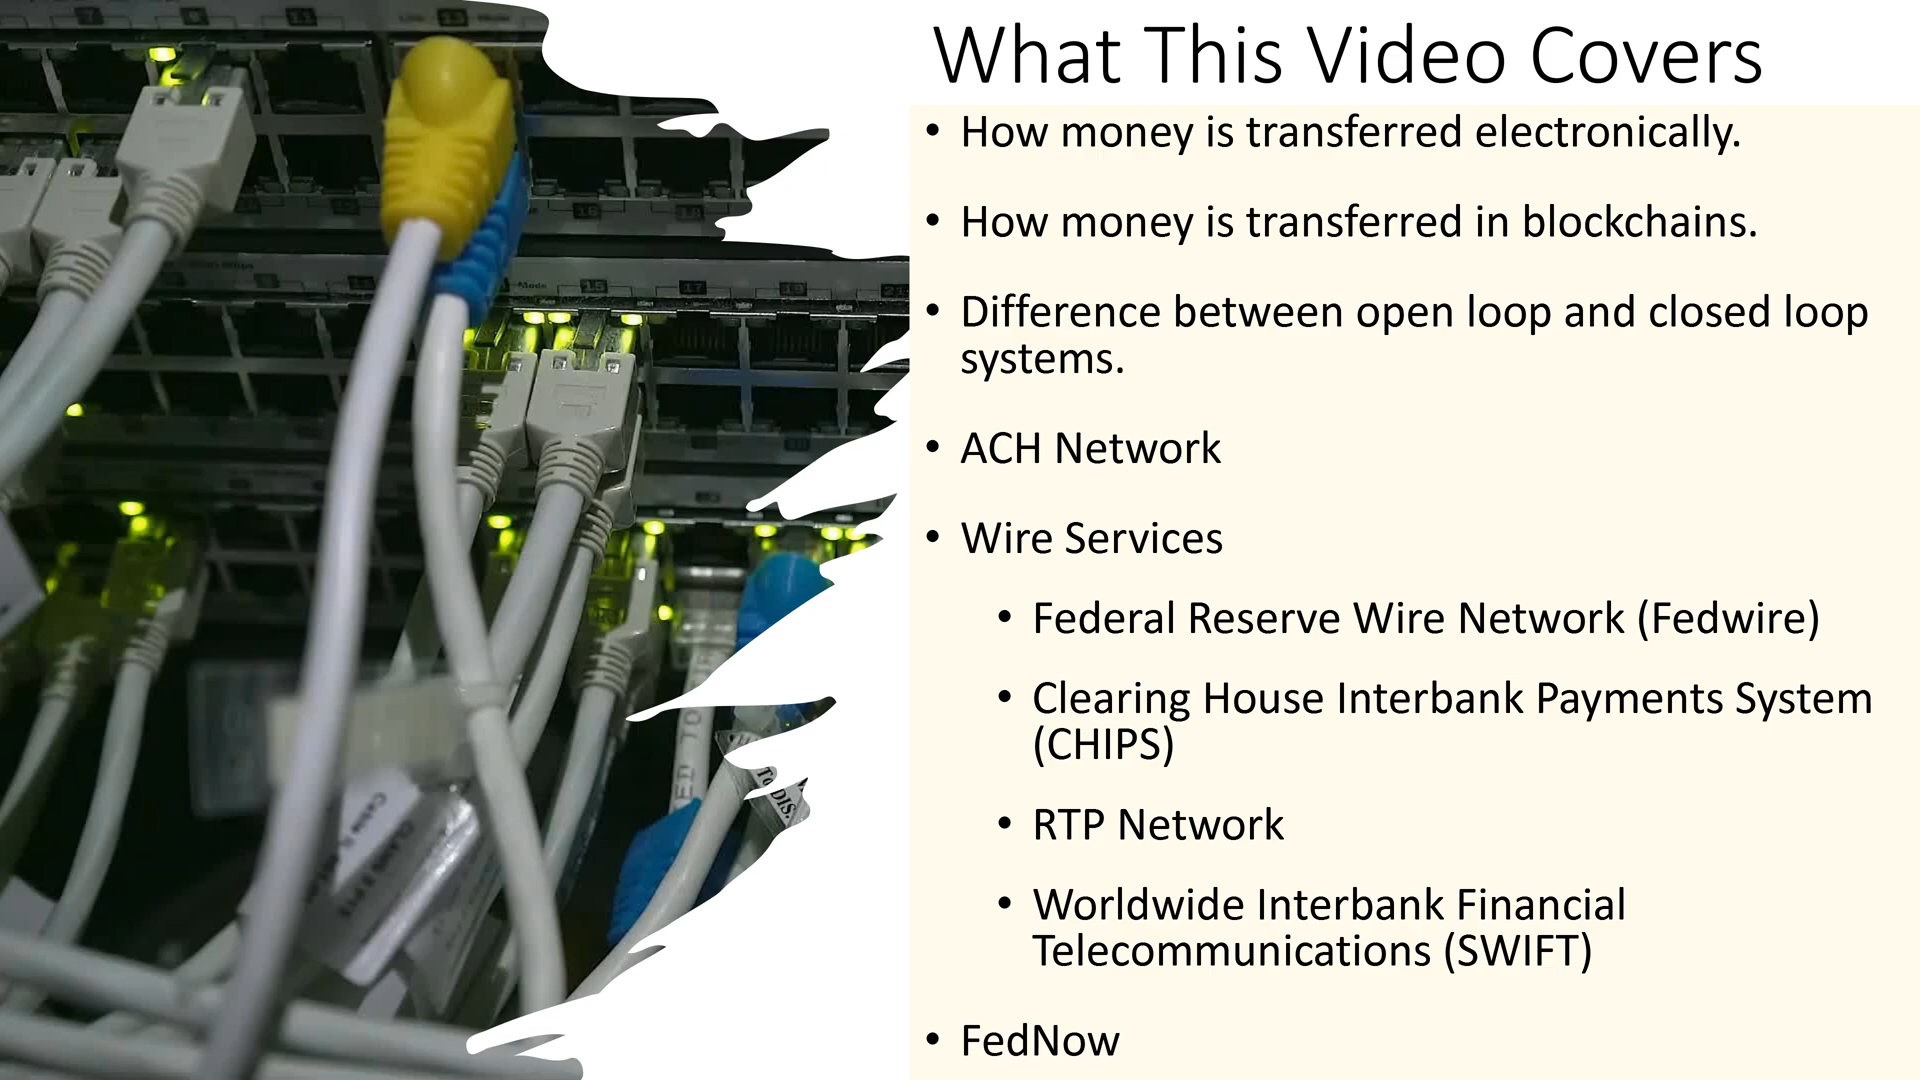 What This Video Covers
• How money is transferred electronically.
• How money is transferred in blockchains.
• Difference between open loop and closed loop
systems.
• ACH Network
• Wire Services
• Federal Reserve Wire Network (Fedwire)
• Clearing House Interbank Payments System
(CHIPS)
• RTP Network
• Worldwide Interbank Financial
Telecommunications (SWIFT)
• FedNow